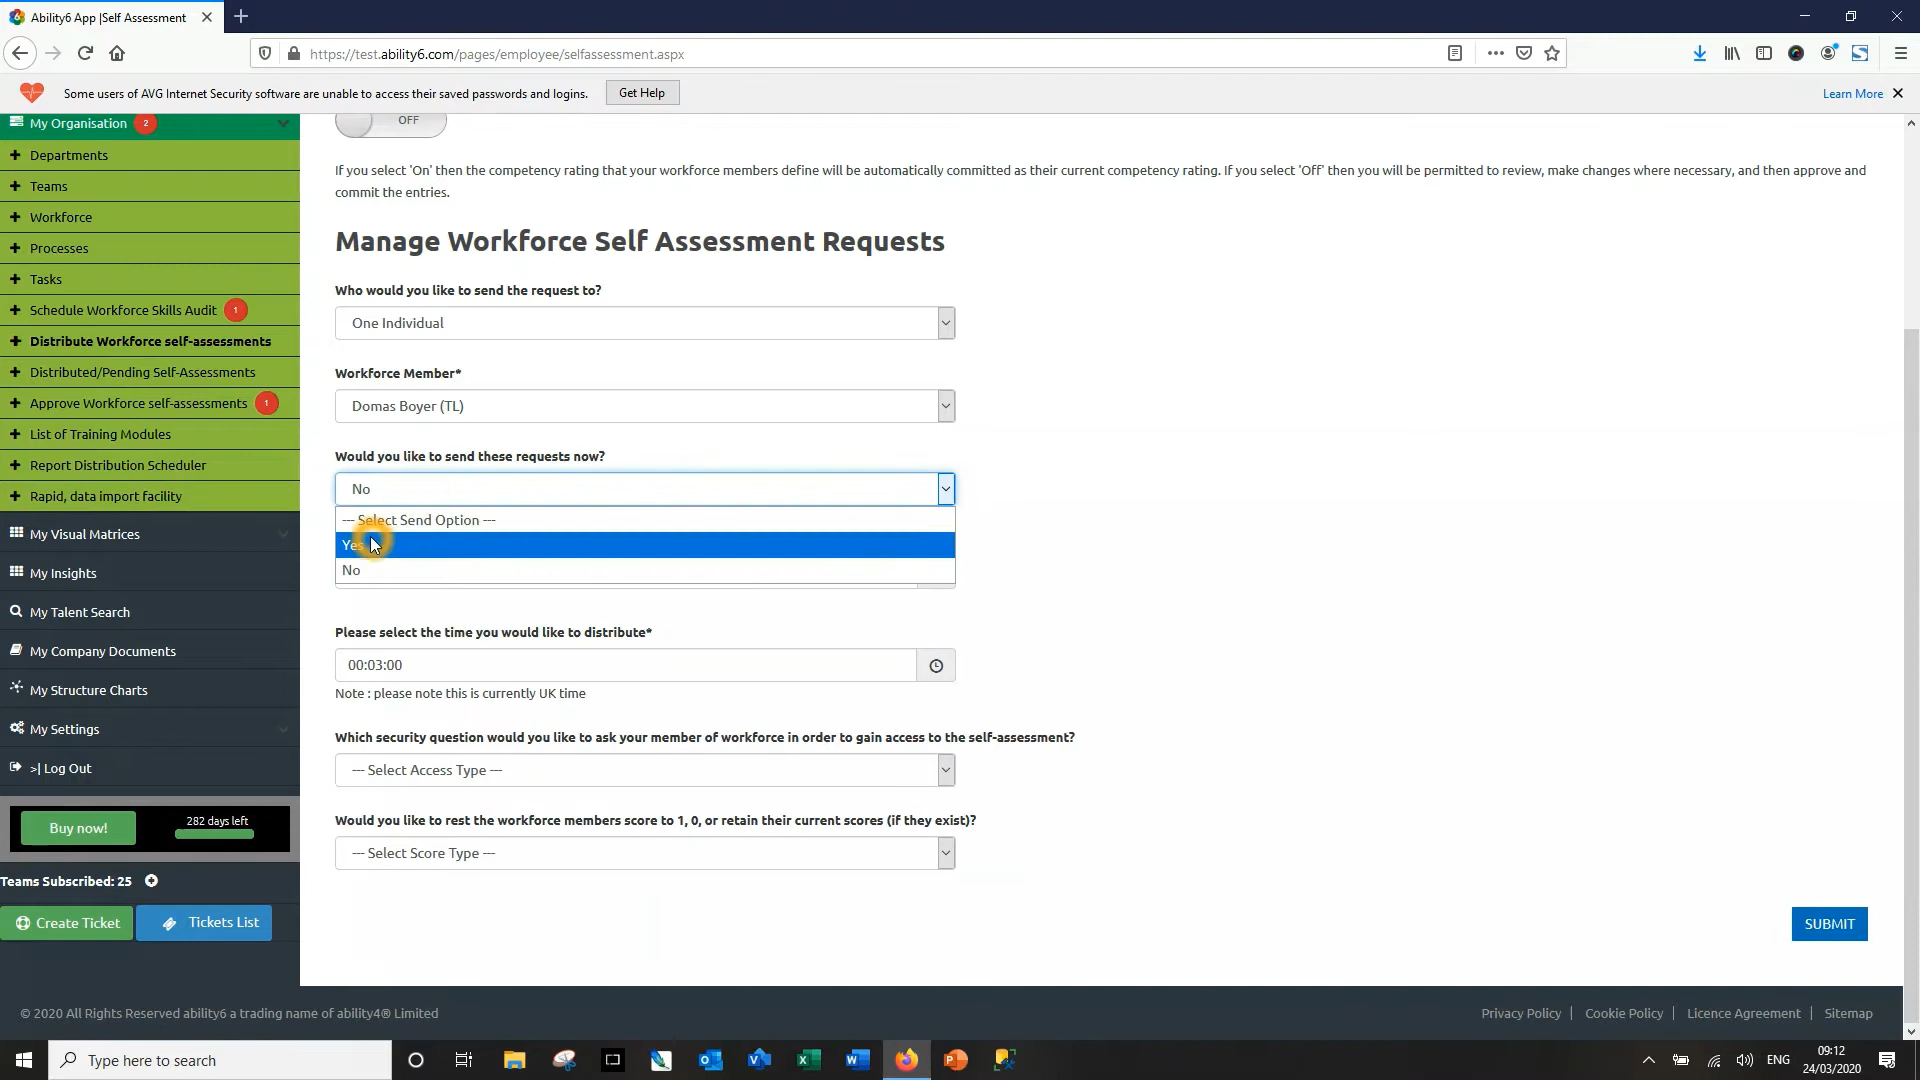 Ability6 App |Self Assessment
https://test.ability6.com/pages/employee/selfassessment.aspx
Some users of AVG Internet Security software are unable to access their saved passwords and logins.
Get Help
Learn More
My Organisation 2
Departments
Teams
Workforce
Processes
Tasks
Schedule Workforce Skills Audit 1
Distribute Workforce self-assessments
Distributed/Pending Self-Assessments
Approve Workforce self-assessments 1
List of Training Modules
Report Distribution Scheduler
Rapid, data import facility
My Visual Matrices
My Insights
My Talent Search
My Company Documents
My Structure Charts
My Settings
>| Log Out
Buy now!
282 days left
Teams Subscribed: 25
Create Ticket
Tickets List
OFF
If you select 'On' then the competency rating that your workforce members define will be automatically committed as their current competency rating. If you select 'Off' then you will be permitted to review, make changes where necessary, and then approve and
commit the entries.
Manage Workforce Self Assessment Requests
Who would you like to send the request to?
One Individual
Workforce Member*
Domas Boyer (TL)
Would you like to send these requests now?
No
--- Select Send Option ---
Yes
No
Please select the time you would like to distribute*
00:03:00
Note : please note this is currently UK time
Which security question would you like to ask your member of workforce in order to gain access to the self-assessment?
--- Select Access Type ---
Would you like to rest the workforce members score to 1, 0, or retain their current scores (if they exist)?
--- Select Score Type ---
SUBMIT
© 2020 All Rights Reserved ability6 a trading name of ability4® Limited
Privacy Policy | Cookie Policy | Licence Agreement | Sitemap
Type here to search
ENG
09:12
24/03/2020